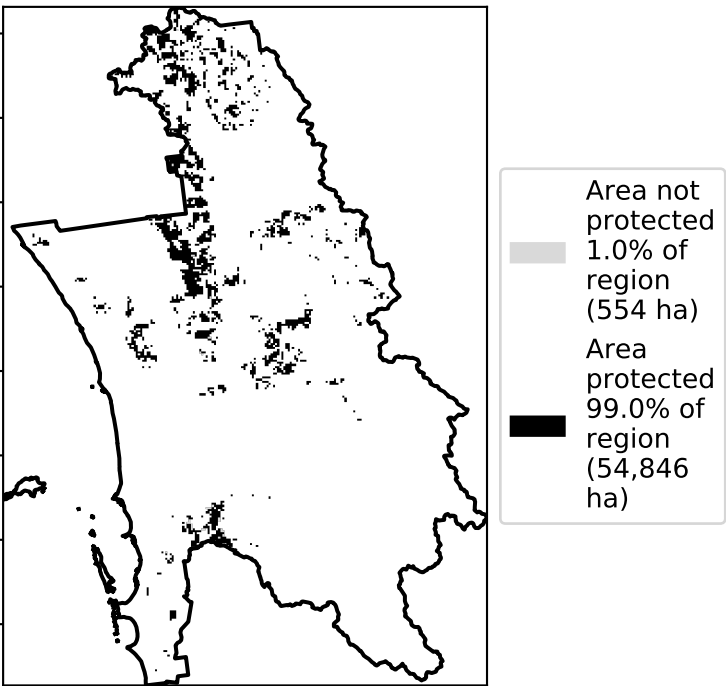 Area not
protected
1.0% of
region
(554 ha)
Area
protected
99.0% of
region
(54,846
ha)